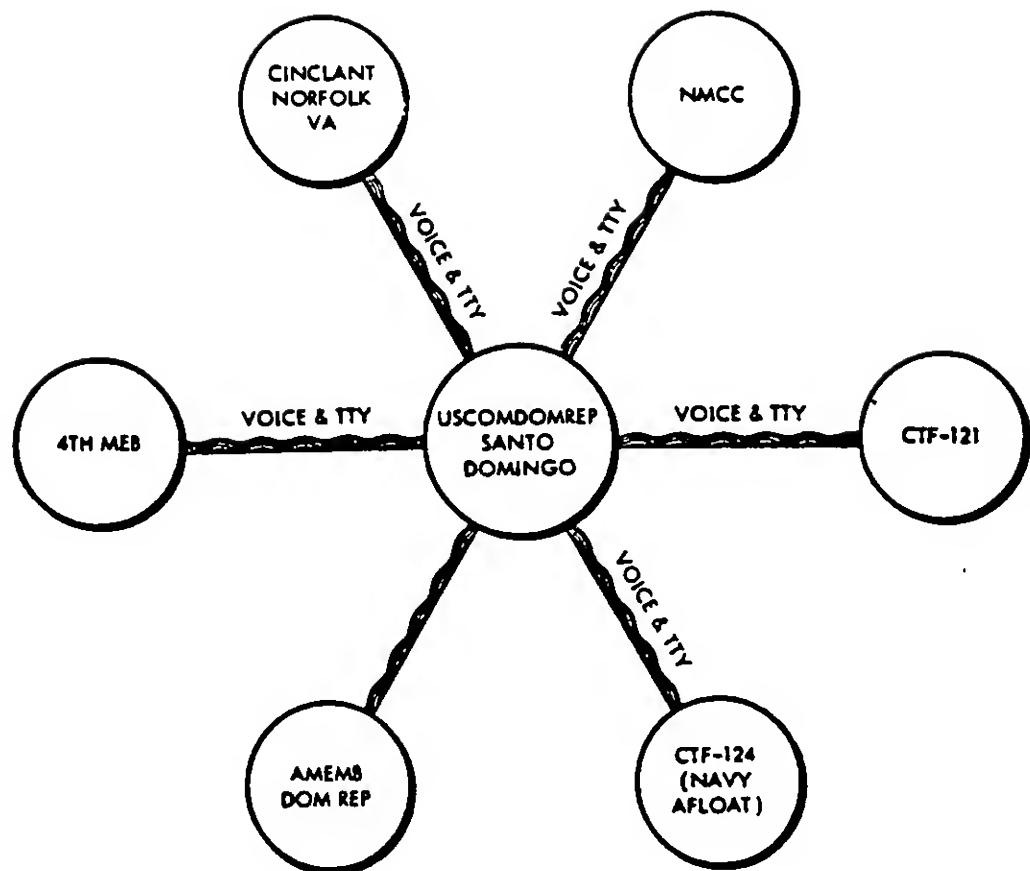 CINCLANT
NORFOLK
VA
NMCC
VOICE & TTY
VOICE & TTY
4TH MEB
VOICE & TTY
USCOMDOMREP
SANTO
DOMINGO
VOICE & TTY
CTF-121
VOICE & TTY
AMEMB
DOM REP
CTF-124
(NAVY
AFLOAT)